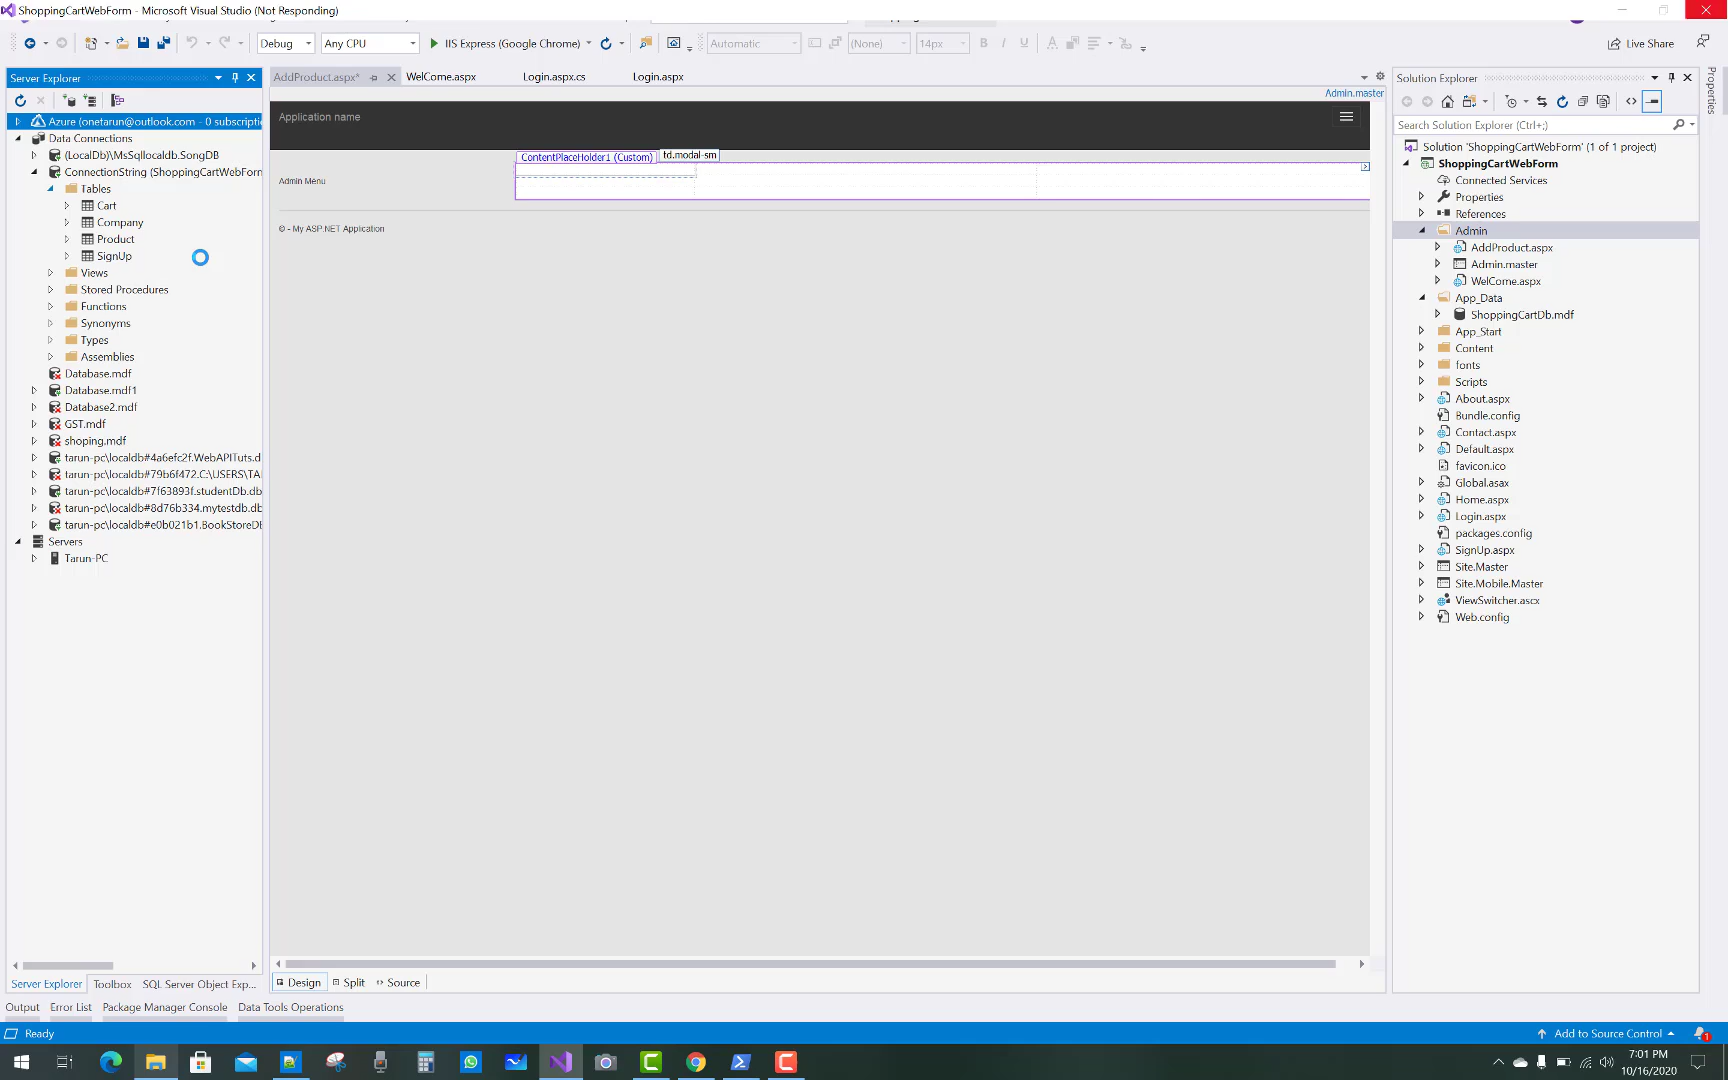 ShoppingCartWebForm - Microsoft Visual Studio (Not Responding)
Debug
Any CPU
IIS Express (Google Chrome)
Automatic
(None)
14px
B
I
U
A
Live Share
Server Explorer
Azure (onetarun@outlook.com - 0 subscripti
Data Connections
(LocalDb)\MsSqllocaldb.SongDB
ConnectionString (ShoppingCartWebForm
Tables
Cart
Company
Product
SignUp
Views
Stored Procedures
Functions
Synonyms
Types
Assemblies
Database.mdf
Database.mdf1
Database2.mdf
GST.mdf
shoping.mdf
tarun-pc\localdb#4a6efc2f.WebAPITuts.d
tarun-pc\localdb#79b6f472.C:\USERS\TA
tarun-pc\localdb#7f63893f.studentDb.db
tarun-pc\localdb#8d76b334.mytestdb.db
tarun-pc\localdb#e0b021b1.BookStoreDB
Servers
Tarun-PC
Server Explorer
Toolbox
SQL Server Object Exp...
AddProduct.aspx*
WelCome.aspx
Login.aspx.cs
Login.aspx
Admin.master
Application name
ContentPlaceHolder1 (Custom)
td.modal-sm
Admin Menu
© - My ASP.NET Application
Design
Split
Source
Solution Explorer
Search Solution Explorer (Ctrl+;)
Solution 'ShoppingCartWebForm' (1 of 1 project)
ShoppingCartWebForm
Connected Services
Properties
References
Admin
AddProduct.aspx
Admin.master
WelCome.aspx
App_Data
ShoppingCartDb.mdf
App_Start
Content
fonts
Scripts
About.aspx
Bundle.config
Contact.aspx
Default.aspx
favicon.ico
Global.asax
Home.aspx
Login.aspx
packages.config
SignUp.aspx
Site.Master
Site.Mobile.Master
ViewSwitcher.ascx
Web.config
Properties
Output
Error List
Package Manager Console
Data Tools Operations
Ready
Add to Source Control
1
7:01 PM
10/16/2020